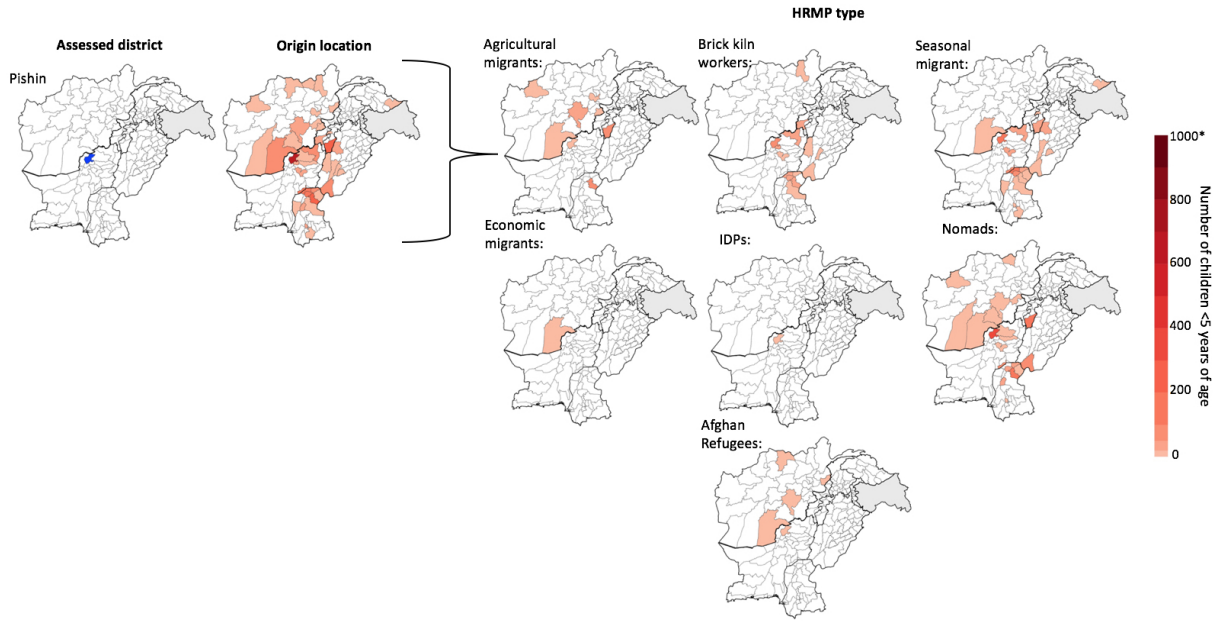 HRMP type
Assessed district
Origin location
Pishin
Agricultural
migrants:
Brick kiln
workers:
Seasonal
migrant:
Economic
migrants:
IDPs:
Nomads:
Afghan
Refugees:
1000*
800
600
400
200
0
Number of children <5 years of age